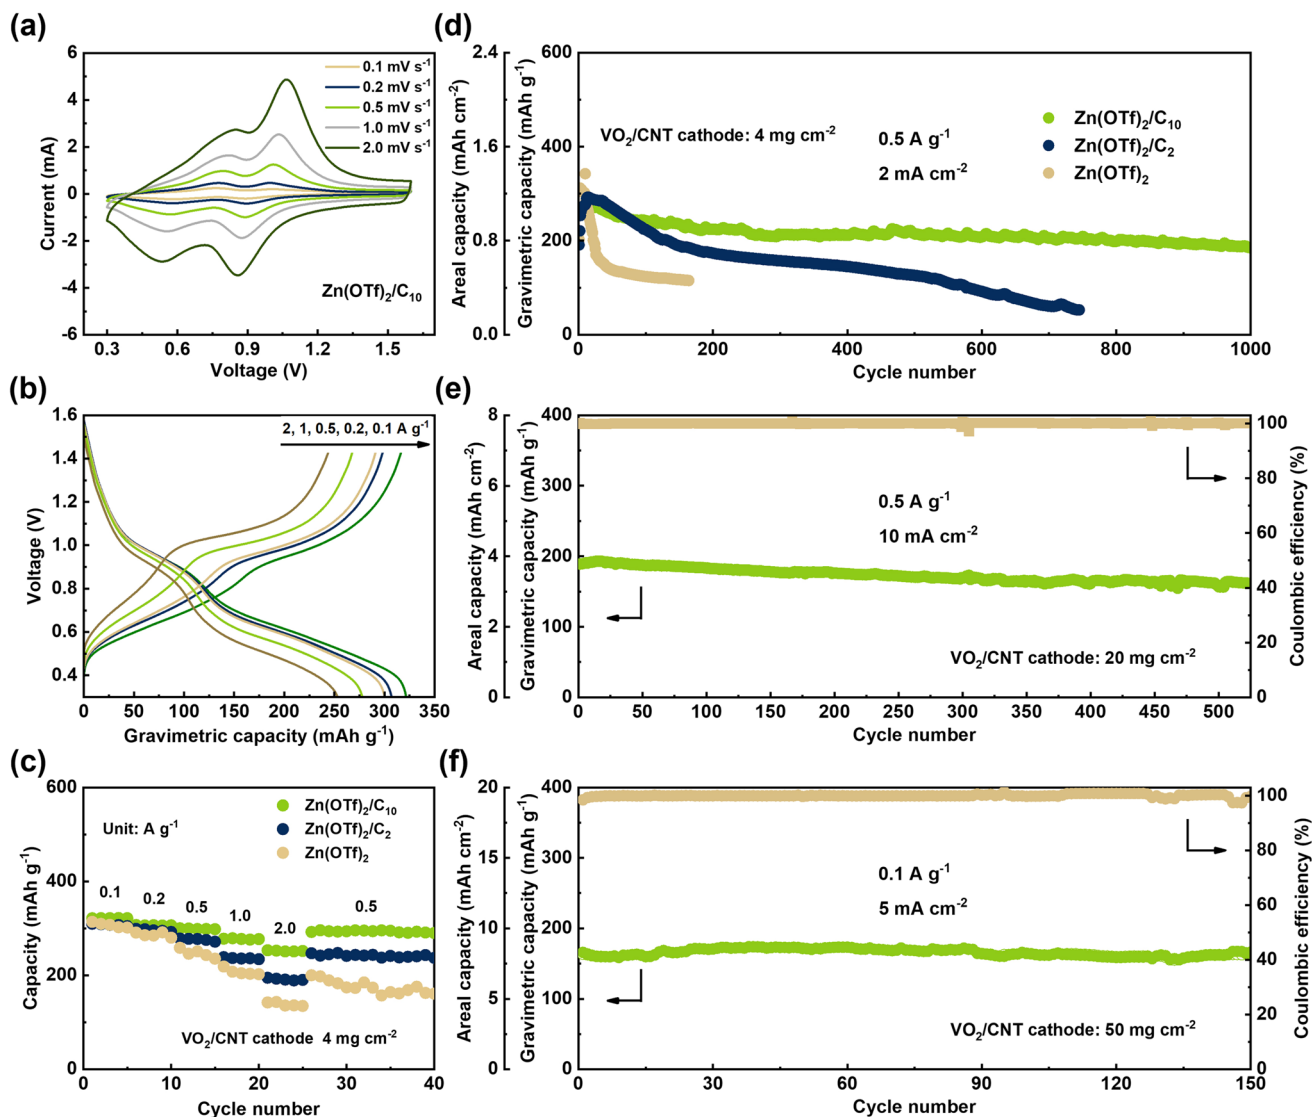 (a)
6
4
2
0
-2
-4
-6
Current (mA)
0.1 mV s⁻¹
0.2 mV s⁻¹
0.5 mV s⁻¹
1.0 mV s⁻¹
2.0 mV s⁻¹
Zn(OTf)₂/C₁₀
0.3 0.6 0.9 1.2 1.5
Voltage (V)
(d)
2.4
1.8
1.2
0.6
0.0
Areal capacity (mAh cm⁻²)
600
500
400
300
200
100
0
Gravimetric capacity (mAh g⁻¹)
VO₂/CNT cathode: 4 mg cm⁻²
0.5 A g⁻¹
2 mA cm⁻²
Zn(OTf)₂/C₁₀
Zn(OTf)₂/C₂
Zn(OTf)₂
0 200 400 600 800 1000
Cycle number
(b)
1.6
1.4
1.2
1.0
0.8
0.6
0.4
Voltage (V)
2, 1, 0.5, 0.2, 0.1 A g⁻¹
0 50 100 150 200 250 300 350
Gravimetric capacity (mAh g⁻¹)
(e)
8
6
4
2
0
Areal capacity (mAh cm⁻²)
400
350
300
250
200
150
100
50
0
Gravimetric capacity (mAh g⁻¹)
0.5 A g⁻¹
10 mA cm⁻²
VO₂/CNT cathode: 20 mg cm⁻²
100
80
60
40
20
0
Coulombic efficiency (%)
0 50 100 150 200 250 300 350 400 450 500
Cycle number
(c)
600
400
200
0
Capacity (mAh g⁻¹)
Unit: A g⁻¹
Zn(OTf)₂/C₁₀
Zn(OTf)₂/C₂
Zn(OTf)₂
0.1 0.2 0.5 1.0 2.0 0.5
VO₂/CNT cathode 4 mg cm⁻²
0 10 20 30 40
Cycle number
(f)
20
15
10
5
0
Areal capacity (mAh cm⁻²)
400
300
200
100
0
Gravimetric capacity (mAh g⁻¹)
0.1 A g⁻¹
5 mA cm⁻²
VO₂/CNT cathode: 50 mg cm⁻²
100
80
60
40
20
0
Coulombic efficiency (%)
0 30 60 90 120 150
Cycle number